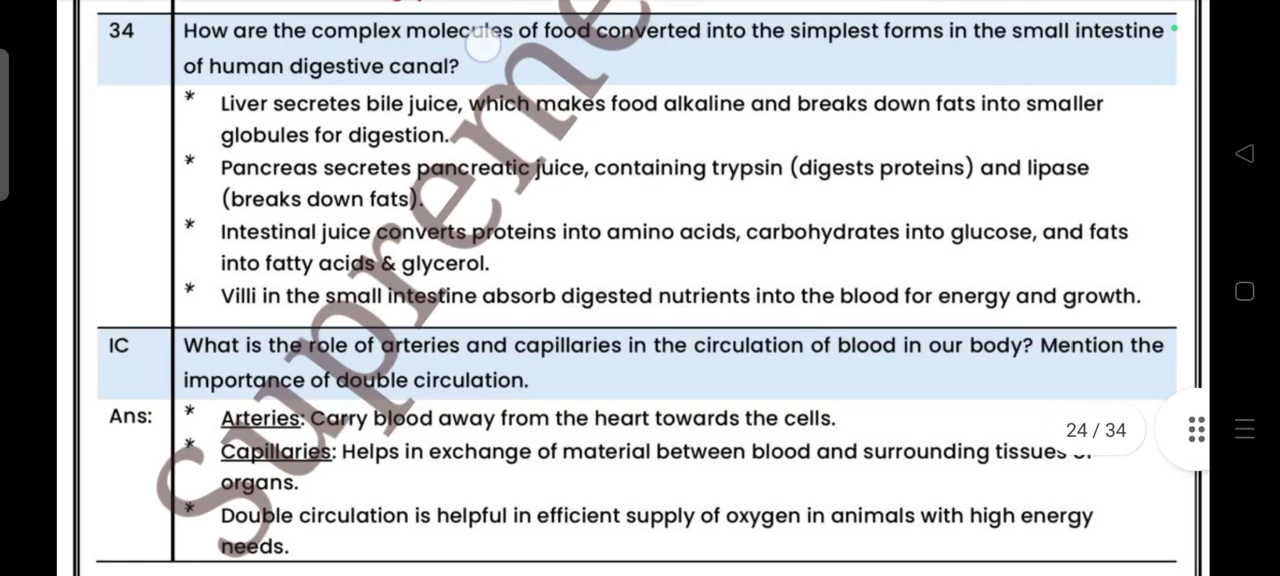 34 How are the complex molecules of food converted into the simplest forms in the small intestine
of human digestive canal?
* Liver secretes bile juice, which makes food alkaline and breaks down fats into smaller
globules for digestion.
* Pancreas secretes pancreatic juice, containing trypsin (digests proteins) and lipase
(breaks down fats).
* Intestinal juice converts proteins into amino acids, carbohydrates into glucose, and fats
into fatty acids & glycerol.
* Villi in the small intestine absorb digested nutrients into the blood for energy and growth.
IC What is the role of arteries and capillaries in the circulation of blood in our body? Mention the
importance of double circulation.
Ans: * Arteries: Carry blood away from the heart towards the cells.
24 / 34
* Capillaries: Helps in exchange of material between blood and surrounding tissues
organs.
* Double circulation is helpful in efficient supply of oxygen in animals with high energy
needs.
Supreme